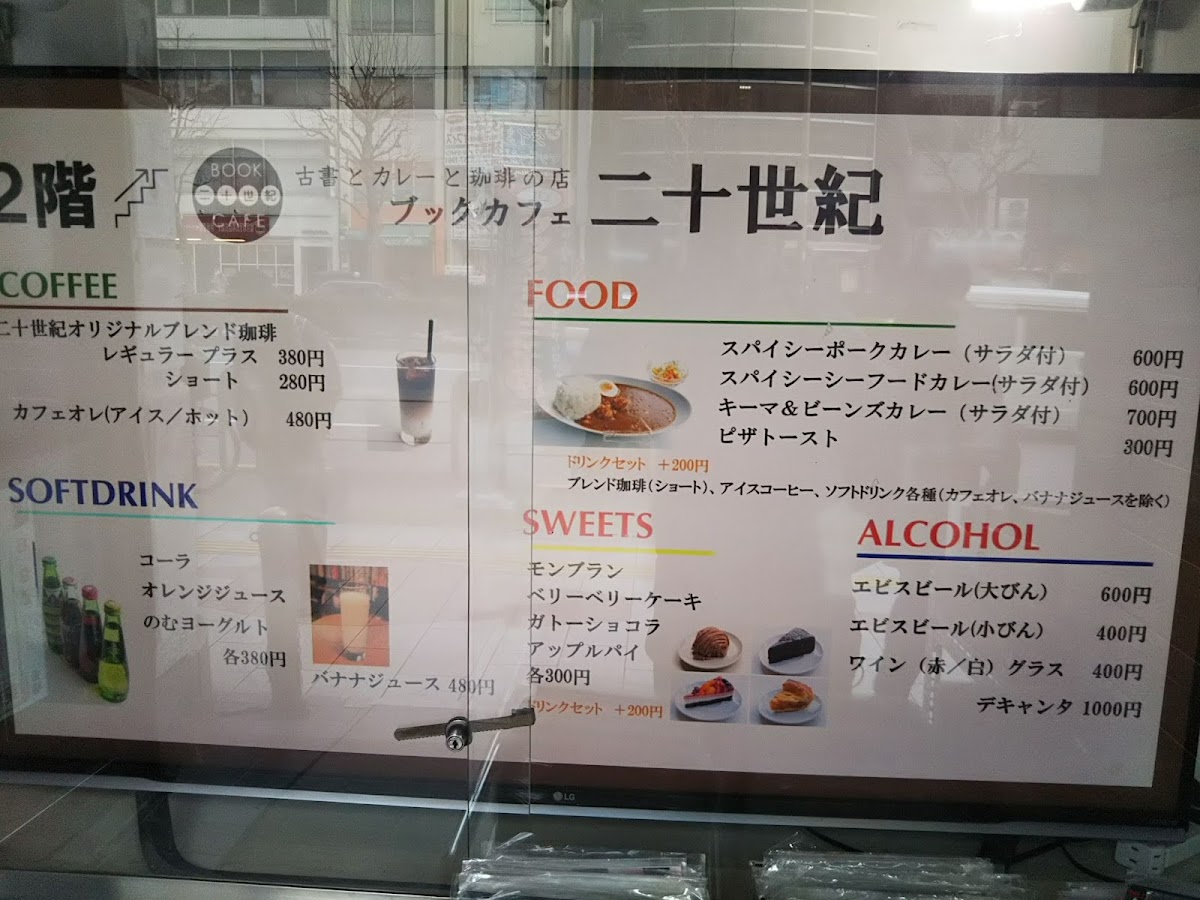 2階
BOOK
二十世紀
CAFE
古書とカレーと珈琲の店
ブックカフェ 二十世紀
COFFEE
二十世紀オリジナルブレンド珈琲
レギュラー プラス 380円
ショート 280円
カフェオレ(アイス/ホット) 480円
SOFTDRINK
コーラ
オレンジジュース
のむヨーグルト
各380円
バナナジュース 480円
FOOD
スパイシーポークカレー（サラダ付） 600円
スパイシーシーフードカレー(サラダ付) 600円
キーマ&ビーンズカレー（サラダ付） 700円
ピザトースト 300円
ドリンクセット +200円
ブレンド珈琲(ショート)、アイスコーヒー、ソフトドリンク各種(カフェオレ、バナナジュースを除く)
SWEETS
モンブラン
ベリーベリーケーキ
ガトーショコラ
アップルパイ
各300円
ドリンクセット +200円
ALCOHOL
エビスビール(大びん) 600円
エビスビール(小びん) 400円
ワイン（赤/白）グラス 400円
デキャンタ 1000円
LG